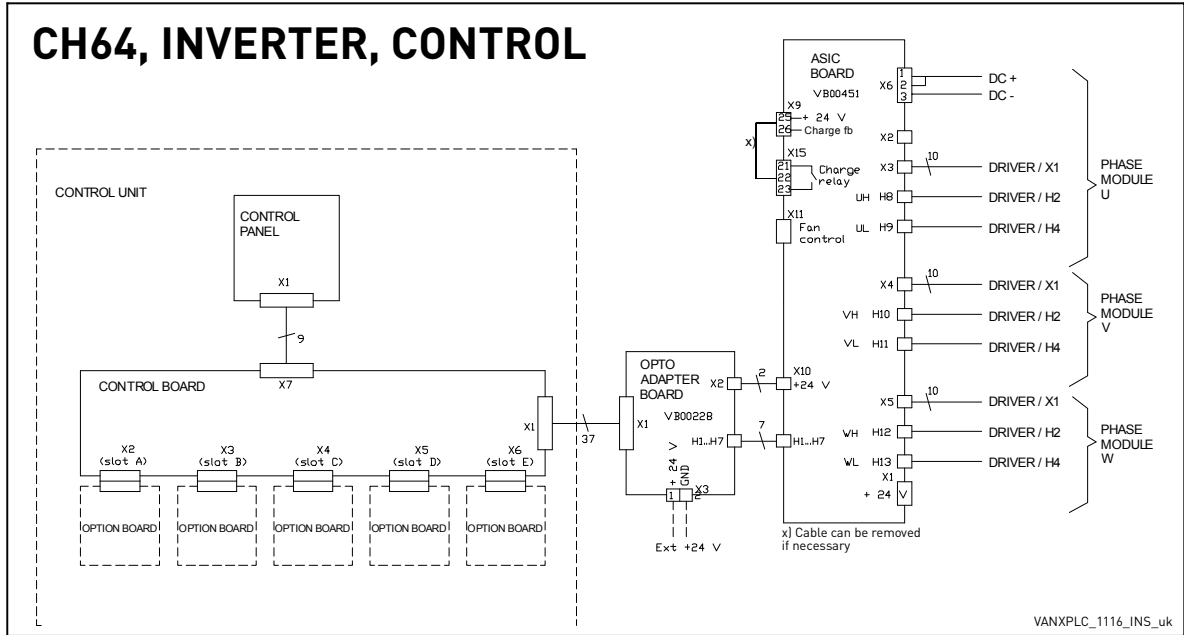 CH64, INVERTER, CONTROL
CONTROL UNIT
CONTROL
PANEL
X1
9
X7
CONTROL BOARD
X1
37
X2
(slot A)
X3
(slot B)
X4
(slot C)
X5
(slot D)
X6
(slot E)
OPTION BOARD
OPTION BOARD
OPTION BOARD
OPTION BOARD
OPTION BOARD
OPTO
ADAPTER
BOARD
VB00228
X1
X2
2
H1...H7
7
+ 24 V
GND
X3
1
2
Ext +24 V
ASIC
BOARD
VB00451
X9
25
+ 24 V
26
Charge fb
x)
X15
21
22
23
Charge
relay
X11
Fan
control
X10
+24 V
H1...H7
X6
1
2
3
DC +
DC -
X2
X3
10
DRIVER / X1
UH H8
DRIVER / H2
UL H9
DRIVER / H4
PHASE
MODULE
U
X4
10
DRIVER / X1
VH H10
DRIVER / H2
VL H11
DRIVER / H4
PHASE
MODULE
V
X5
10
DRIVER / X1
WH H12
DRIVER / H2
WL H13
DRIVER / H4
PHASE
MODULE
W
X1
+ 24 V
x) Cable can be removed
if necessary
VANXPLC_1116_INS_uk